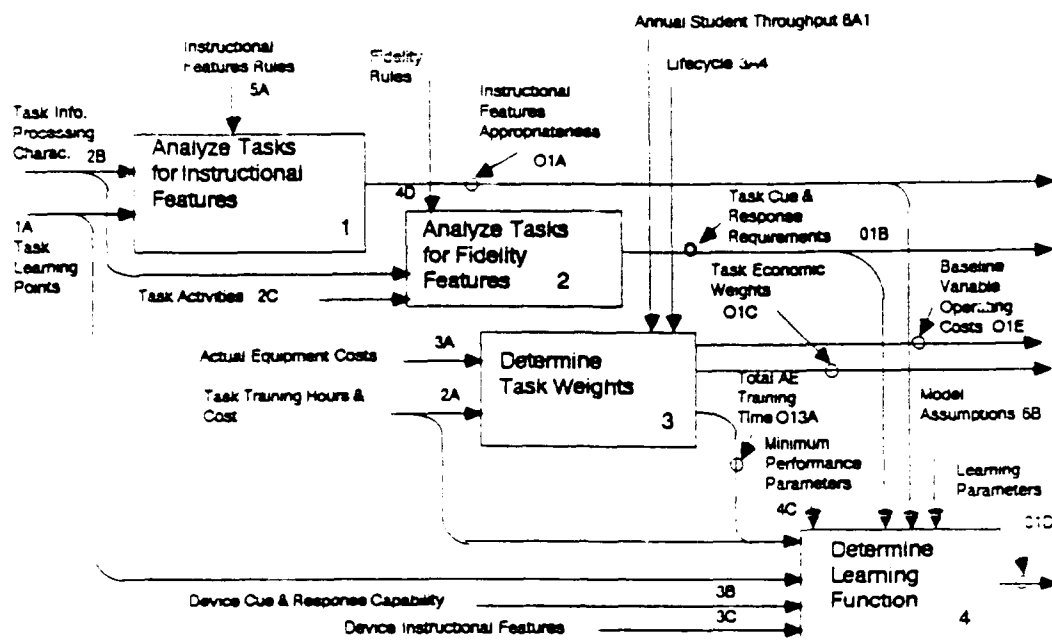 Annual Student Throughput 6A1
Instructional
Features Rules
5A
Fidelity
Rules
Lifecycle 3A4
Instructional
Features
Appropriateness
O1A
Task Info.
Processing
Charac. 2B
Analyze Tasks
for Instructional
Features
1
4D
1A
Task
Learning
Points
Analyze Tasks
for Fidelity
Features
2
Task Cue &
Response
Requirements
01B
Task Activities 2C
Task Economic
Weights
O1C
Baseline
Variable
Operating
Costs O1E
Actual Equipment Costs
3A
Determine
Task Weights
3
Task Training Hours &
Cost
2A
Total AE
Training
Time O13A
Model
Assumptions 6B
Minimum
Performance
Parameters
4C
Learning
Parameters
O1D
Determine
Learning
Function
4
Device Cue & Response Capability
3B
Device Instructional Features
3C